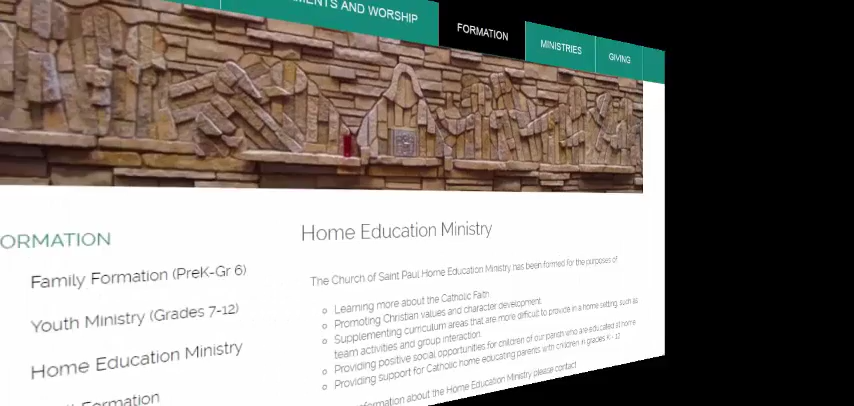 MENTS AND WORSHIP
FORMATION
MINISTRIES
GIVING
ORMATION
Family Formation (PreK-Gr 6)
Youth Ministry (Grades 7-12)
Home Education Ministry
Formation
Home Education Ministry
The Church of Saint Paul Home Education Ministry has been formed for the purposes of
Learning more about the Catholic Faith
Promoting Christian values and character development.
Supplementing curriculum areas that are more difficult to provide in a home setting, such as
team activities and group interaction.
Providing positive social opportunities for children of our parish who are educated at home
Providing support for Catholic home educating parents with children in grades K - 12
formation about the Home Education Ministry please contact